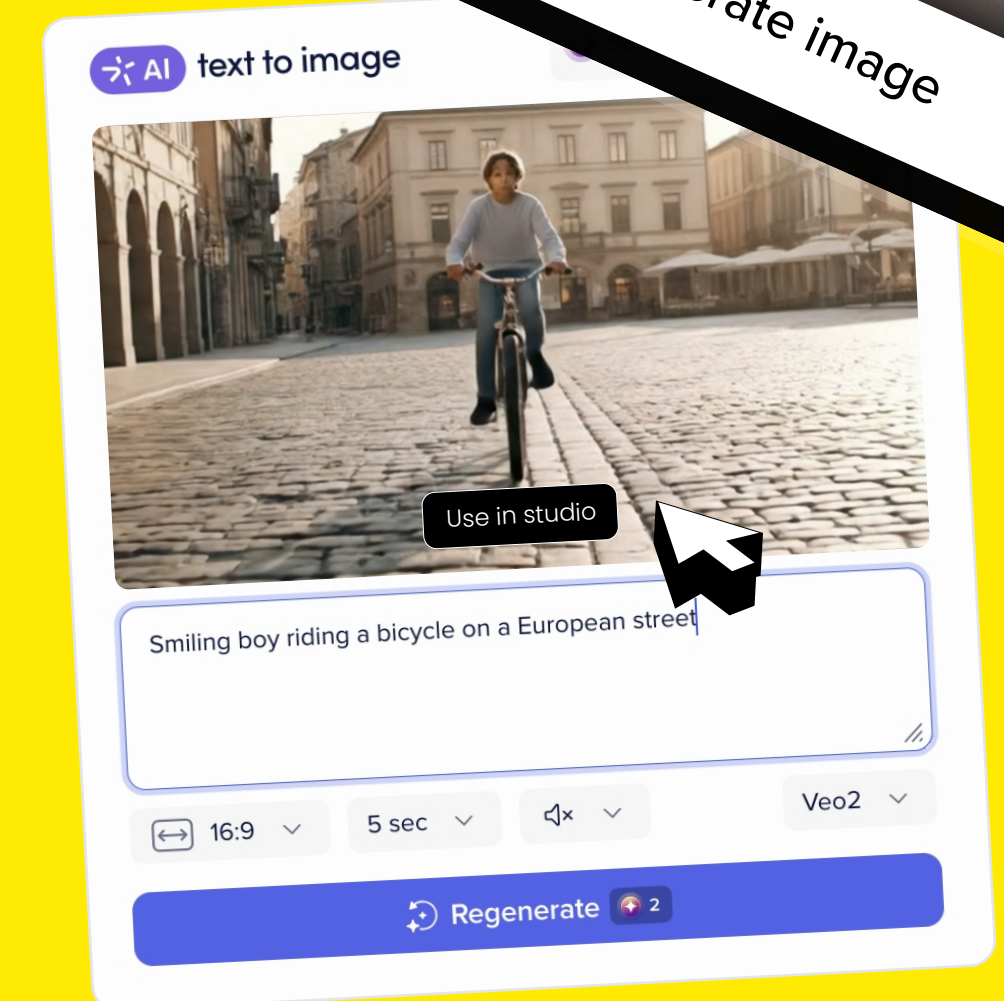 image
AI text to image
Use in studio
Smiling boy riding a bicycle on a European street
16:9
5 sec
Veo2
Regenerate 2